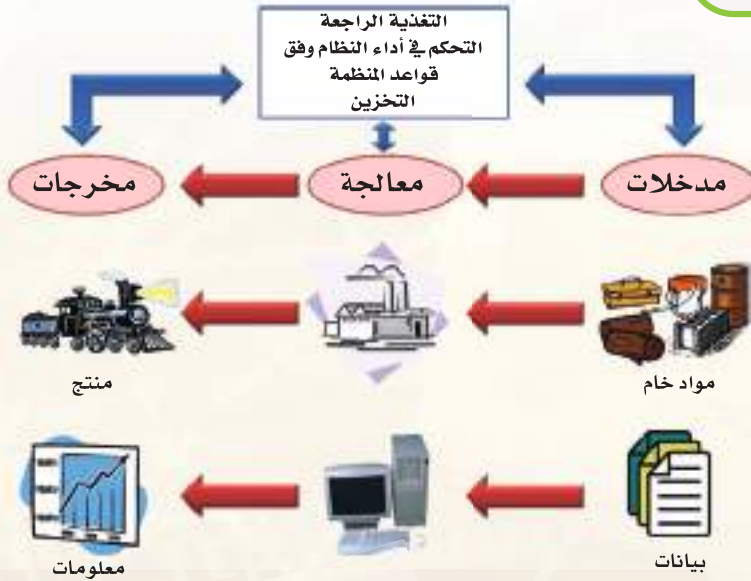 التغذية الراجعة
التحكم في أداء النظام وفق
قواعد المنظمة
التخزين
مدخلات
معالجة
مخرجات
مواد خام
منتج
بيانات
معلومات